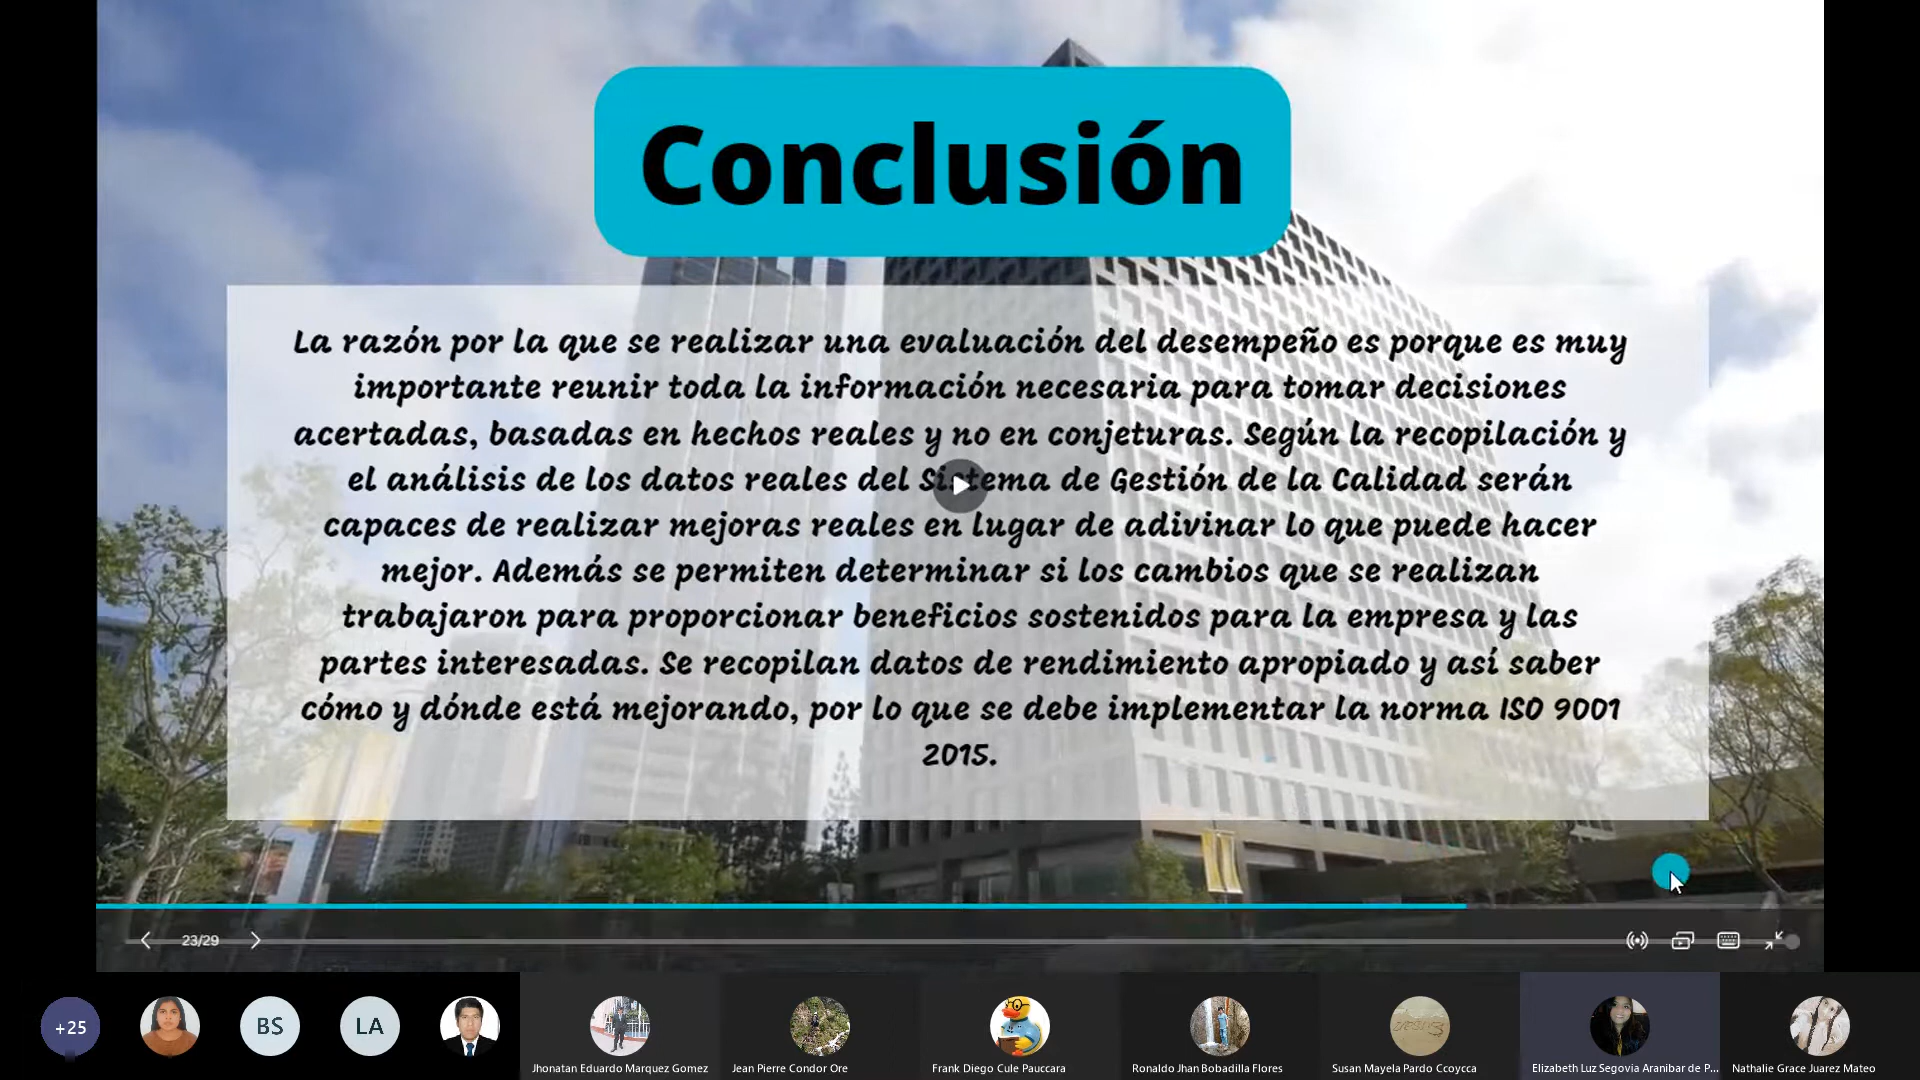 Conclusión
La razón por la que se realizar una evaluación del desempeño es porque es muy
importante reunir toda la información necesaria para tomar decisiones
acertadas, basadas en hechos reales y no en conjeturas. Según la recopilación y
el análisis de los datos reales del Sistema de Gestión de la Calidad serán
capaces de realizar mejoras reales en lugar de adivinar lo que puede hacer
mejor. Además se permiten determinar si los cambios que se realizan
trabajaron para proporcionar beneficios sostenidos para la empresa y las
partes interesadas. Se recopilan datos de rendimiento apropiado y así saber
cómo y dónde está mejorando, por lo que se debe implementar la norma ISO 9001
2015.
23/29
+25
BS
LA
Jhonatan Eduardo Marquez Gomez
Jean Pierre Condor Ore
Frank Diego Cule Pauccara
Ronaldo Jhan Bobadilla Flores
Susan Mayela Pardo Ccoycca
Elizabeth Luz Segovia Aranibar de P...
Nathalie Grace Juarez Mateo